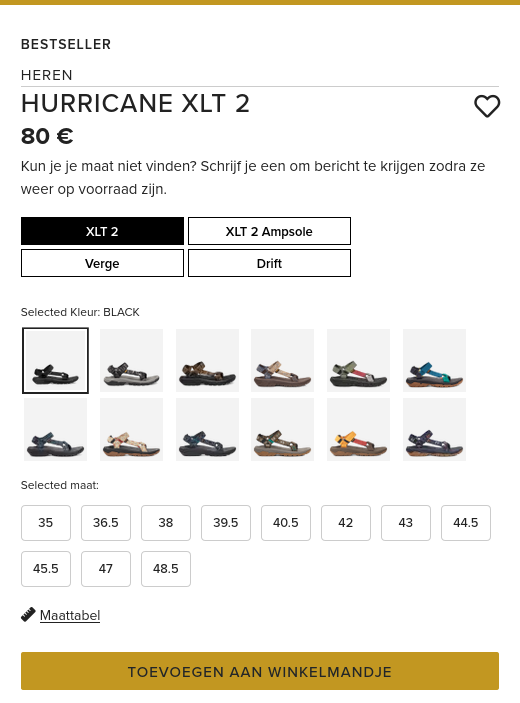 BESTSELLER
HEREN
HURRICANE XLT 2
80 €
Kun je je maat niet vinden? Schrijf je een om bericht te krijgen zodra ze
weer op voorraad zijn.
XLT 2 XLT 2 Ampsole
Verge Drift
Selected Kleur: BLACK
Selected maat:
35 36.5 38 39.5 40.5 42 43 44.5
45.5 47 48.5
Maattabel
TOEVOEGEN AAN WINKELMANDJE